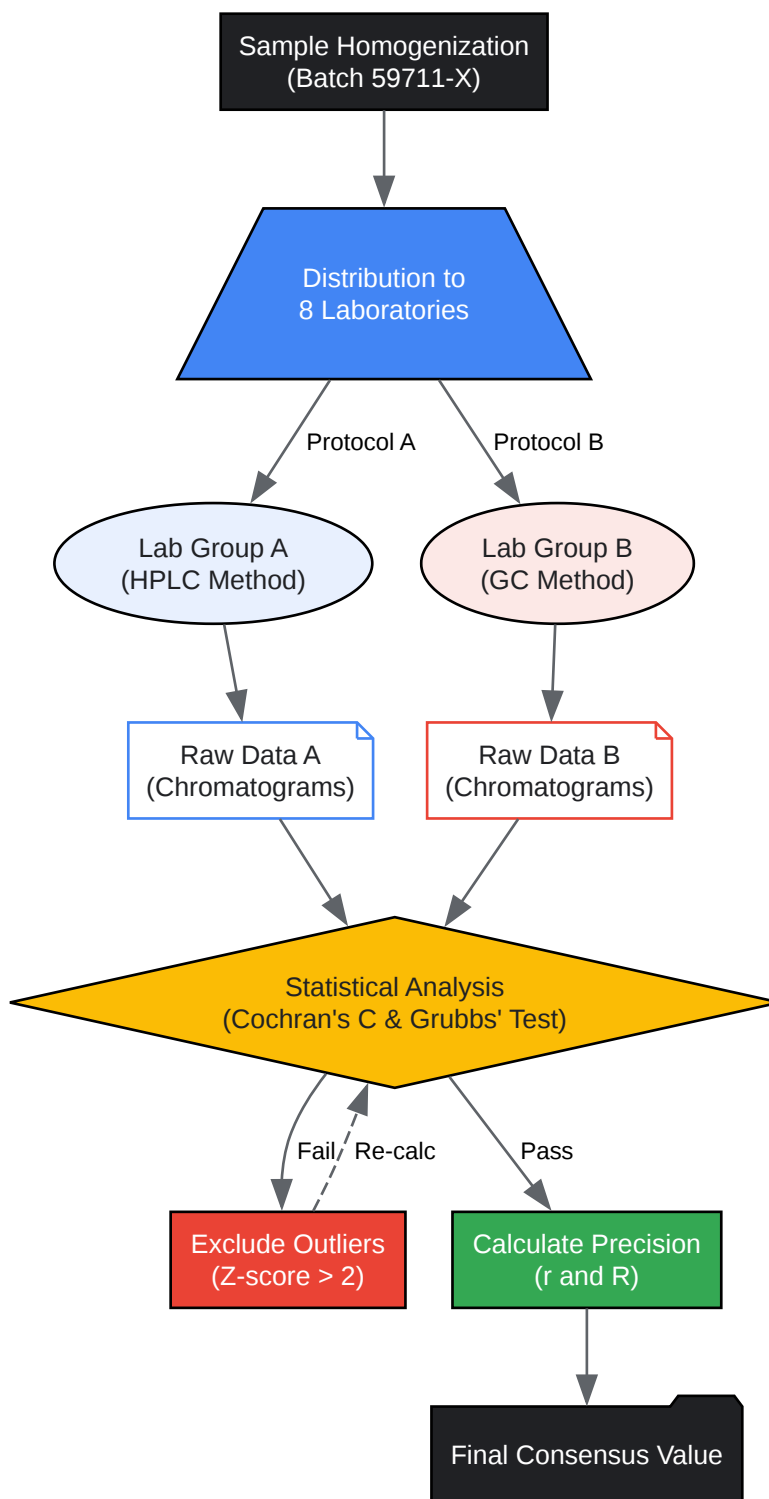 Sample Homogenization
(Batch 59711-X)
Distribution to
8 Laboratories
Protocol A
Protocol B
Lab Group A
(HPLC Method)
Lab Group B
(GC Method)
Raw Data A
(Chromatograms)
Raw Data B
(Chromatograms)
Statistical Analysis
(Cochran's C & Grubbs' Test)
Fail
Re-calc
Pass
Exclude Outliers
(Z-score > 2)
Calculate Precision
(r and R)
Final Consensus Value